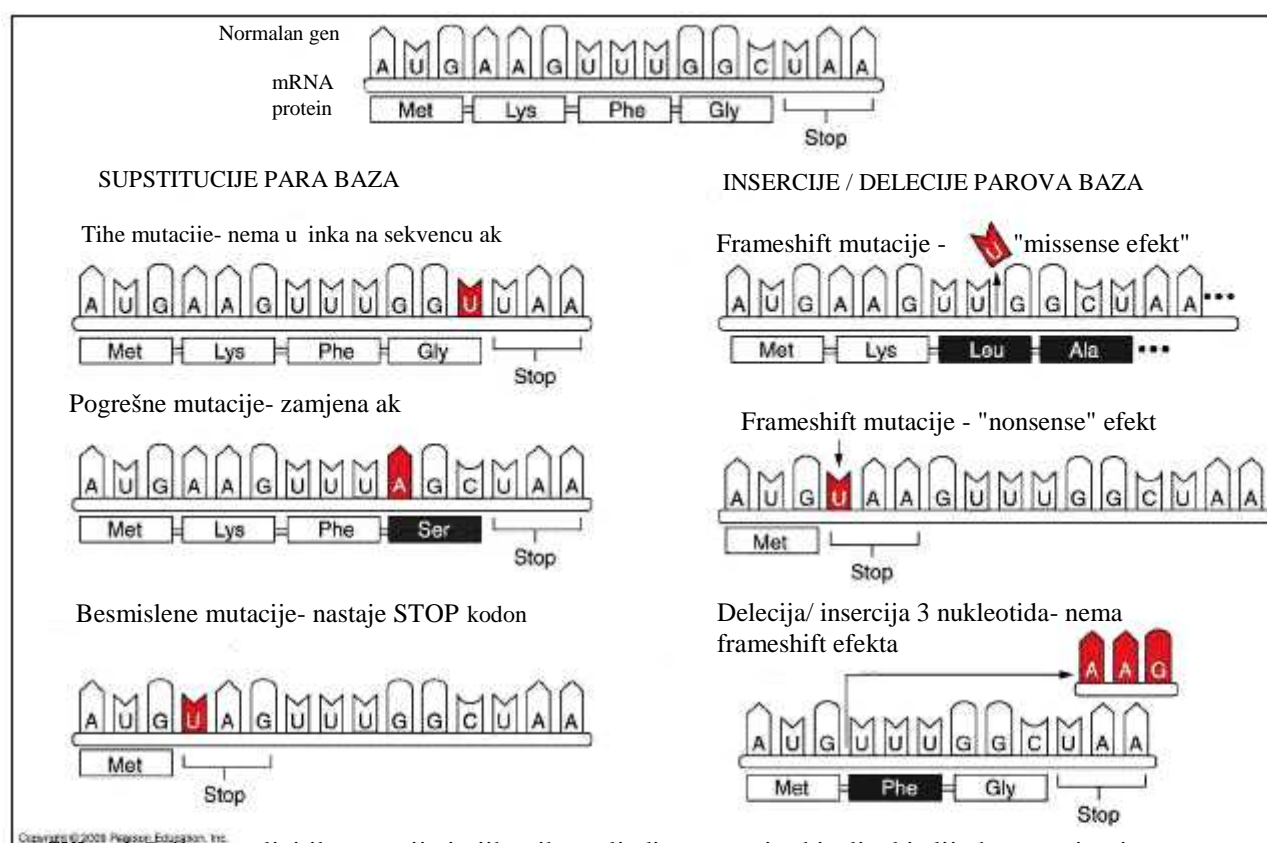 Normalan gen
A U G A A G U U U G G C U A A
mRNA
protein
Met Lys Phe Gly
Stop
SUPSTITUCIJE PARA BAZA
Tihe mutacije- nema u inka na sekvencu ak
A U G A A G U U U G G U U A A
Met Lys Phe Gly
Stop
Pogrešne mutacije- zamjena ak
A U G A A G U U U A G C U A A
Met Lys Phe Ser
Stop
Besmislene mutacije- nastaje STOP kodon
A U G U A G U U U G G C U A A
Met
Stop
INSERCIJE / DELECIJE PAROVA BAZA
Frameshift mutacije - U "missense efekt"
A U G A A G U U G G C U A A •••
Met Lys Leu Ala •••
Frameshift mutacije - "nonsense" efekt
A U G U A A G U U U G G C U A A
Met
Stop
Delecija/ insercija 3 nukleotida- nema
frameshift efekta
A A G
A U G U U U G G C U A A
Met Phe Gly
Stop
Copyright © Pearson Education, Inc.